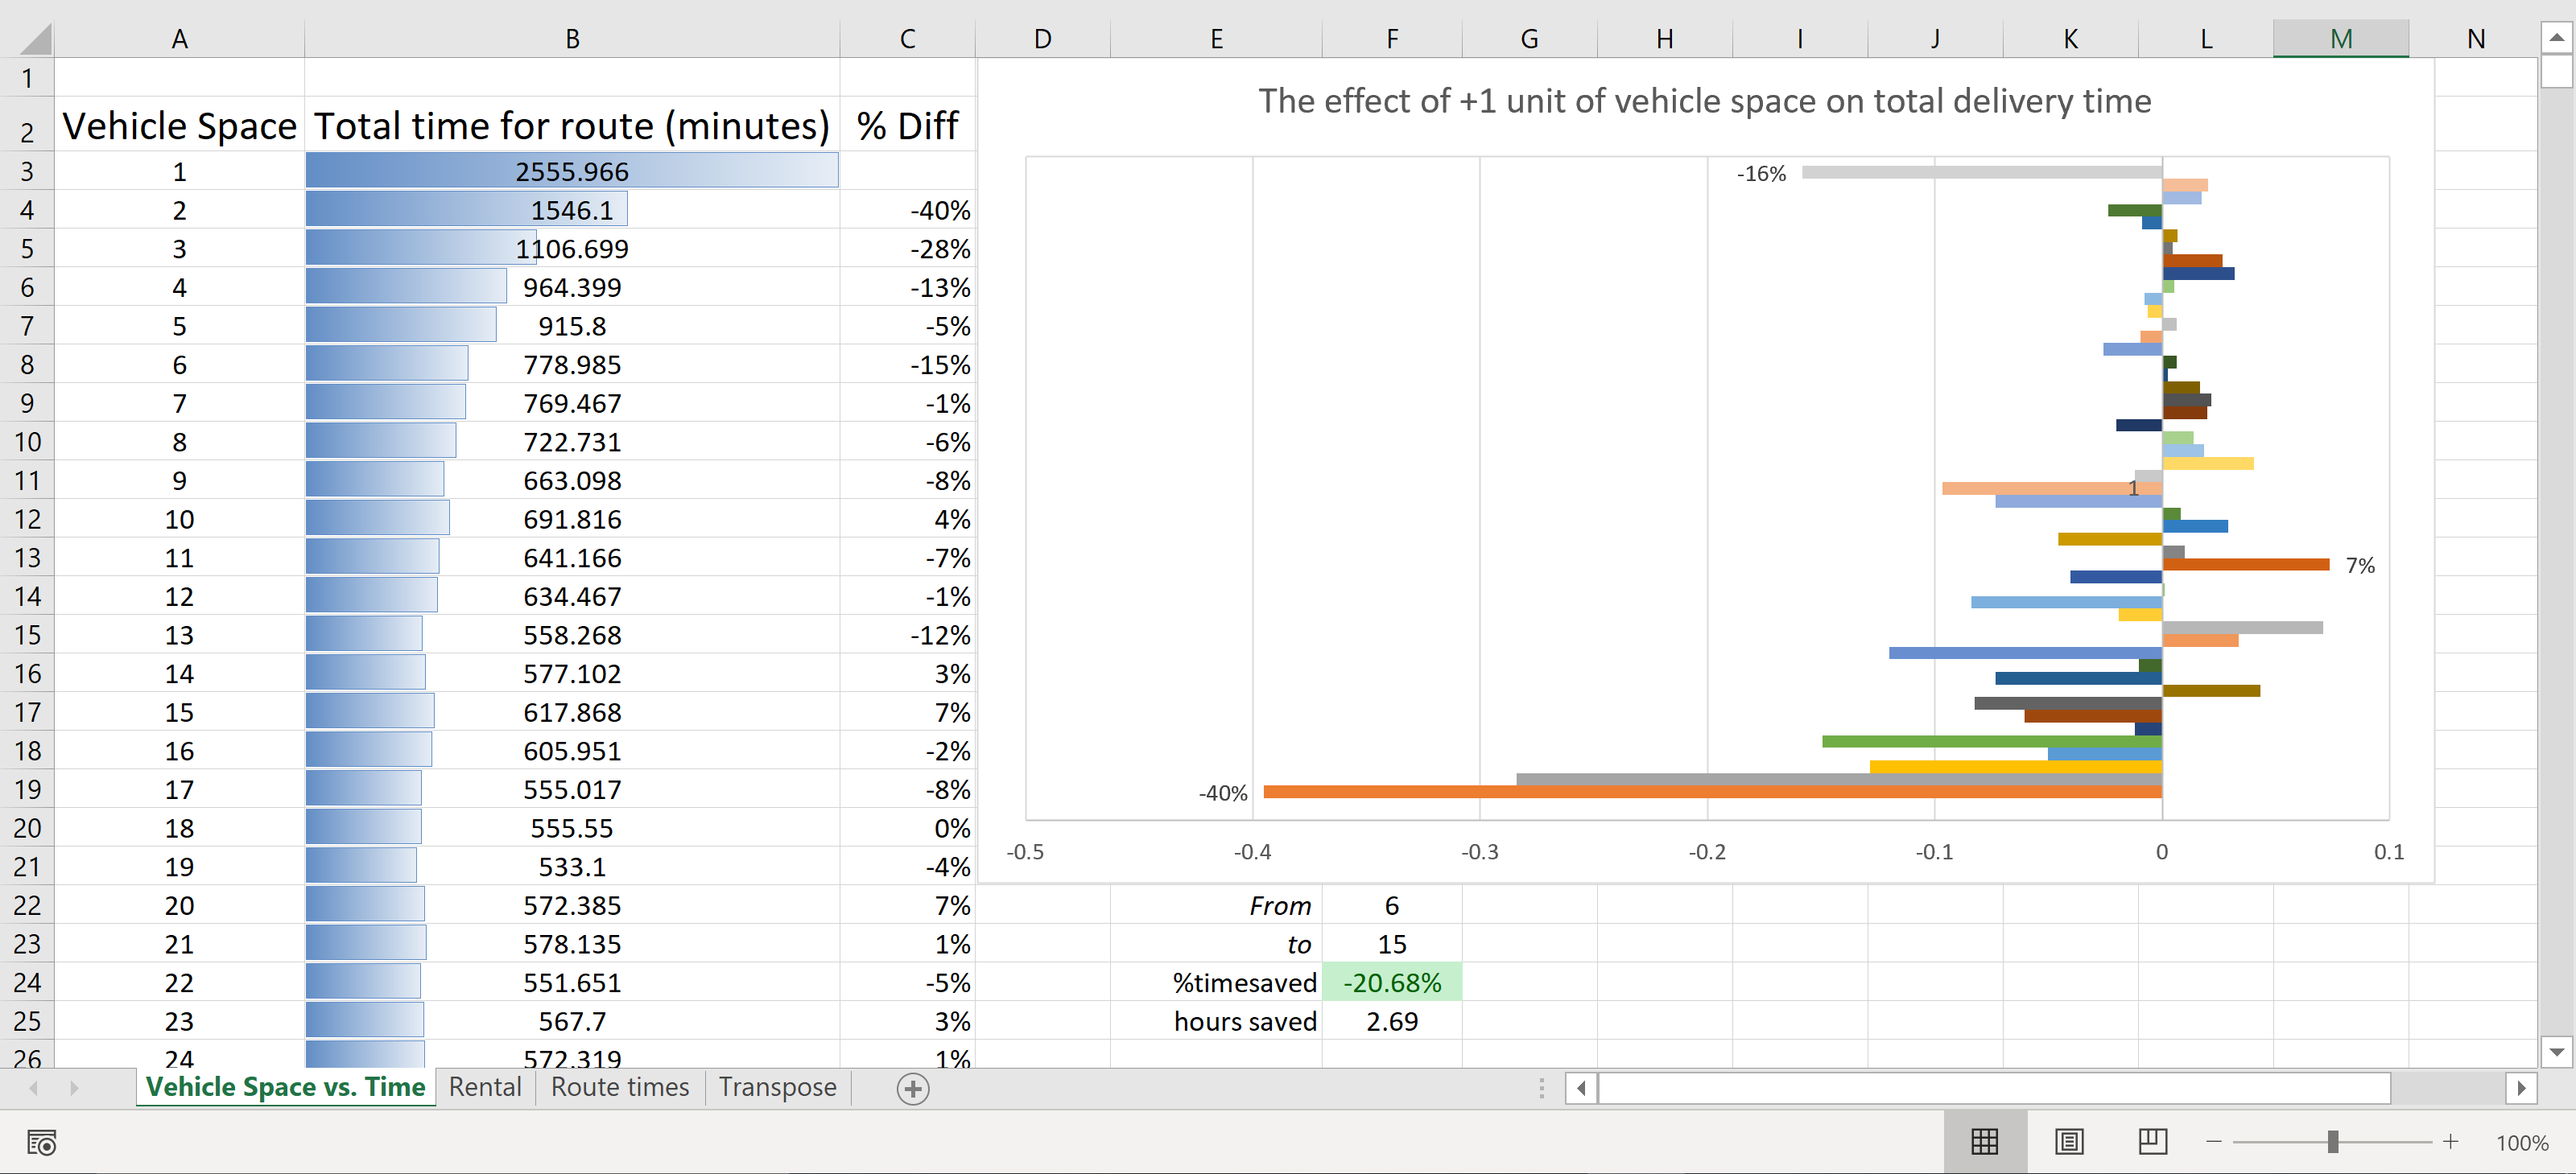 A B C D E F G H I J K L M N
1
2 Vehicle Space Total time for route (minutes) % Diff
3 1 2555.966
4 2 1546.1 -40%
5 3 1106.699 -28%
6 4 964.399 -13%
7 5 915.8 -5%
8 6 778.985 -15%
9 7 769.467 -1%
10 8 722.731 -6%
11 9 663.098 -8%
12 10 691.816 4%
13 11 641.166 -7%
14 12 634.467 -1%
15 13 558.268 -12%
16 14 577.102 3%
17 15 617.868 7%
18 16 605.951 -2%
19 17 555.017 -8%
20 18 555.55 0%
21 19 533.1 -4%
22 20 572.385 7%
23 21 578.135 1%
24 22 551.651 -5%
25 23 567.7 3%
26 24 572.319 1%
The effect of +1 unit of vehicle space on total delivery time
-16%
1
7%
-40%
-0.5 -0.4 -0.3 -0.2 -0.1 0 0.1
From 6
to 15
%timesaved -20.68%
hours saved 2.69
Vehicle Space vs. Time Rental Route times Transpose
100%